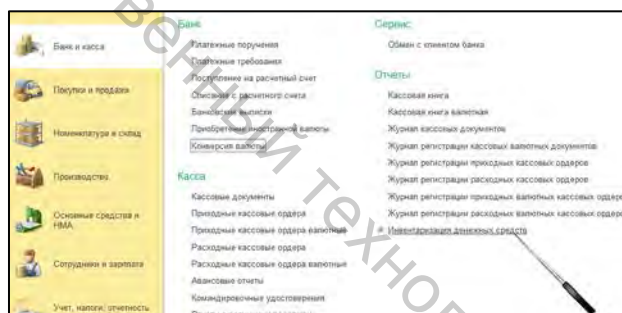 Банк и касса
Покупки и продажи
Номенклатура и склад
Производство
Основные средства и
НМА
Сотрудники и зарплата
Учет, налоги, отчетность
Банк
Платежные поручения
Платежные требования
Поступление на расчетный счет
Списание с расчетного счета
Банковские выписки
Приобретение иностранной валюты
Конверсия валюты
Касса
Кассовые документы
Приходные кассовые ордера
Приходные кассовые ордера валютные
Расходные кассовые ордера
Расходные кассовые ордера валютные
Авансовые отчеты
Командировочные удостоверения
Сервис
Обмен с клиентом банка
Отчеты
Кассовая книга
Кассовая книга валютная
Журнал кассовых документов
Журнал регистрации кассовых валютных документов
Журнал регистрации приходных кассовых ордеров
Журнал регистрации расходных кассовых ордеров
Журнал регистрации приходных валютных кассовых ордеро
Журнал регистрации расходных валютных кассовых ордеро
Инвентаризация денежных средств
венный технол